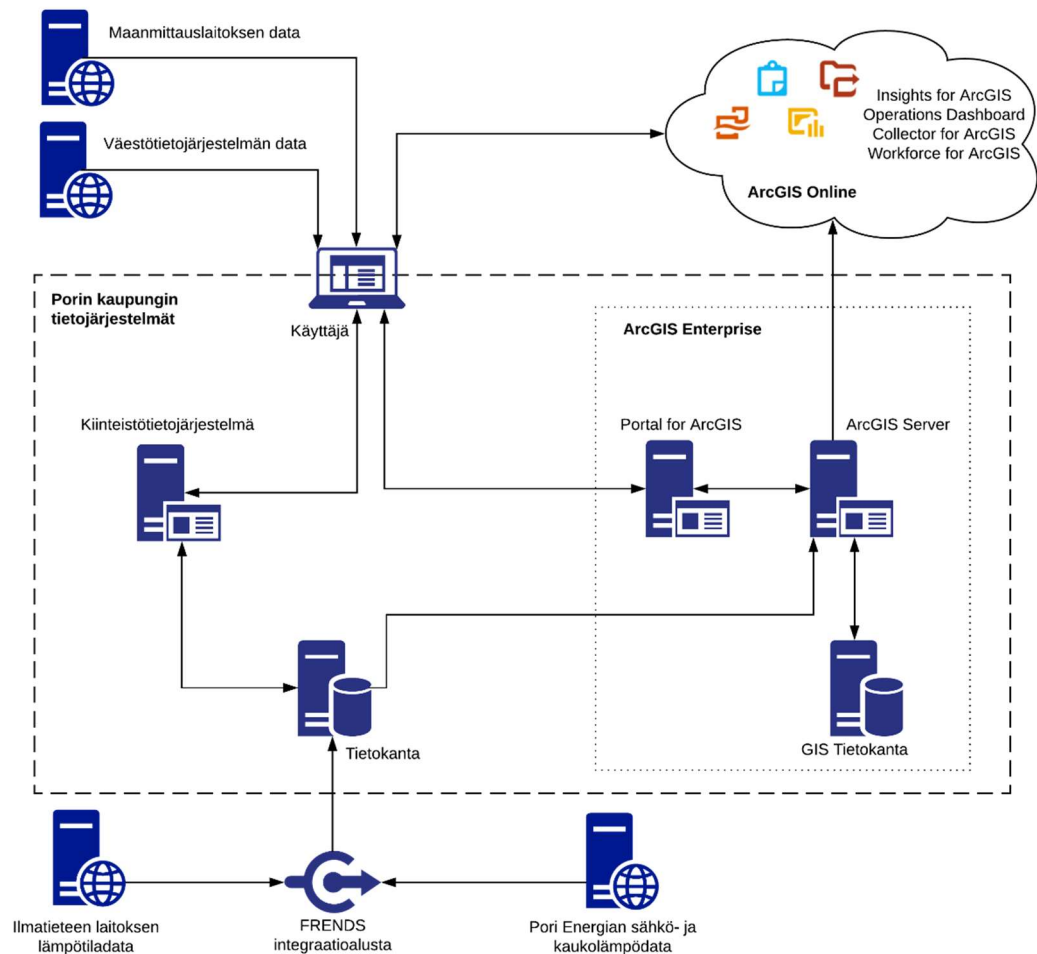 Maanmittauslaitoksen data
Väestötietojärjestelmän data
Insights for ArcGIS
Operations Dashboard
Collector for ArcGIS
Workforce for ArcGIS
ArcGIS Online
Porin kaupungin
tietojärjestelmät
Käyttäjä
ArcGIS Enterprise
Kiinteistötietojärjestelmä
Portal for ArcGIS
ArcGIS Server
Tietokanta
GIS Tietokanta
Ilmatieteen laitoksen
lämpötiladata
FRENDS
integraatioalusta
Pori Energian sähkö- ja
kaukolämpödata